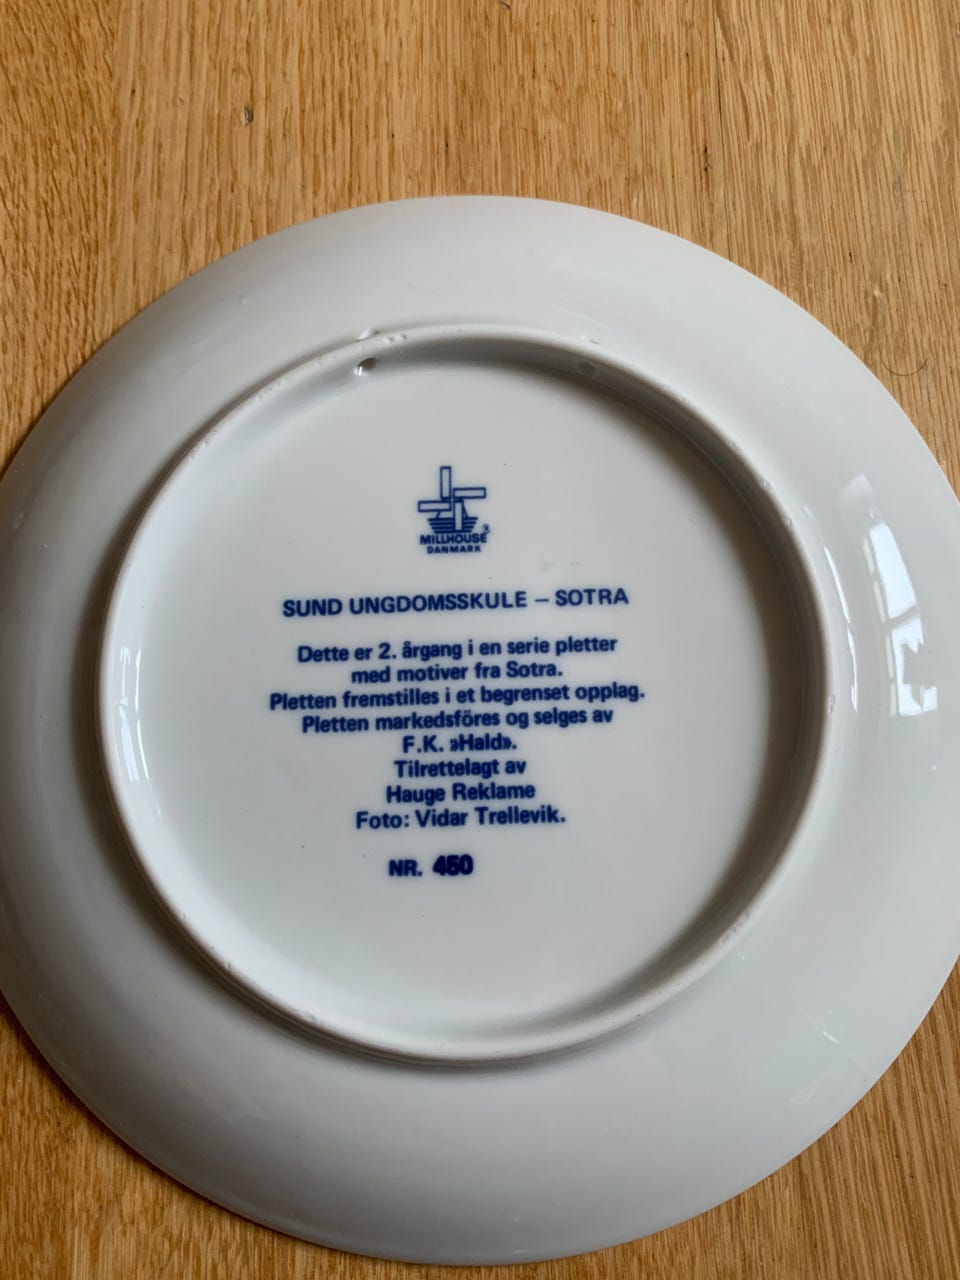 MILLHOUSE®
DANMARK
SUND UNGDOMSSKULE – SOTRA
Dette er 2. årgang i en serie pletter
med motiver fra Sotra.
Pletten fremstilles i et begrenset opplag.
Pletten markedsföres og selges av
F.K. »Hald».
Tilrettelagt av
Hauge Reklame
Foto: Vidar Trellevik.
NR. 450